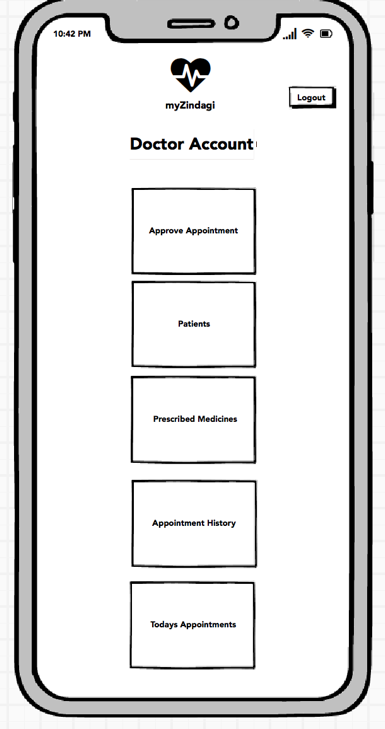 10:42 PM
myZindagi
Logout
Doctor Account
Approve Appointment
Patients
Prescribed Medicines
Appointment History
Todays Appointments